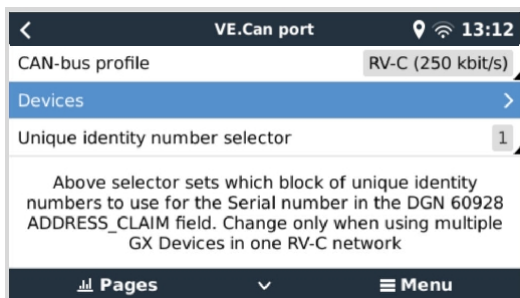 VE.Can port 13:12
CAN-bus profile RV-C (250 kbit/s)
Devices
Unique identity number selector 1
Above selector sets which block of unique identity
numbers to use for the Serial number in the DGN 60928
ADDRESS_CLAIM field. Change only when using multiple
GX Devices in one RV-C network
Pages Menu